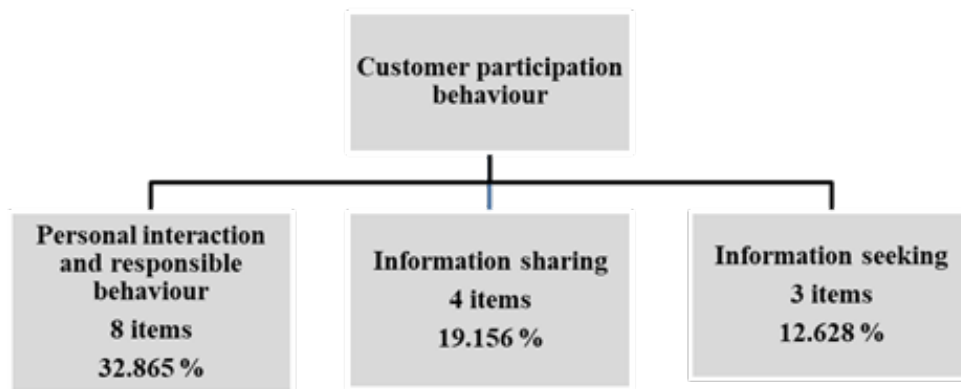 Customer participation
behaviour
Personal interaction
and responsible
behaviour
8 items
32.865 %
Information sharing
4 items
19.156 %
Information seeking
3 items
12.628 %